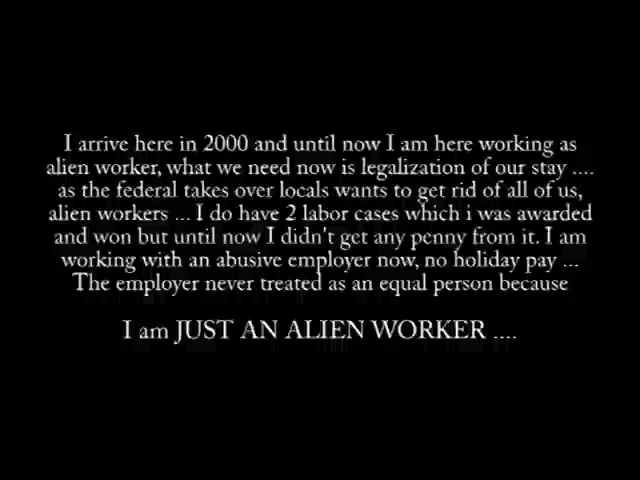 I arrive here in 2000 and until now I am here working as
alien worker, what we need now is legalization of our stay ....
as the federal takes over locals wants to get rid of all of us,
alien workers ... I do have 2 labor cases which i was awarded
and won but until now I didn't get any penny from it. I am
working with an abusive employer now, no holiday pay ...
The employer never treated as an equal person because
I am JUST AN ALIEN WORKER ....